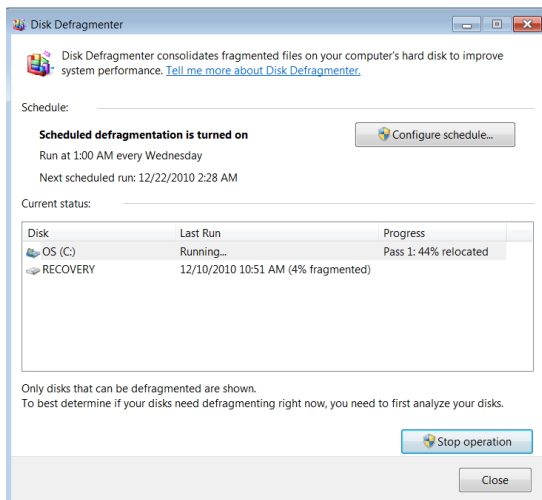 Disk Defragmenter
Disk Defragmenter consolidates fragmented files on your computer's hard disk to improve
system performance. Tell me more about Disk Defragmenter.
Schedule:
Scheduled defragmentation is turned on
Configure schedule...
Run at 1:00 AM every Wednesday
Next scheduled run: 12/22/2010 2:28 AM
Current status:
Disk Last Run Progress
OS (C:) Running... Pass 1: 44% relocated
RECOVERY 12/10/2010 10:51 AM (4% fragmented)
Only disks that can be defragmented are shown.
To best determine if your disks need defragmenting right now, you need to first analyze your disks.
Stop operation
Close